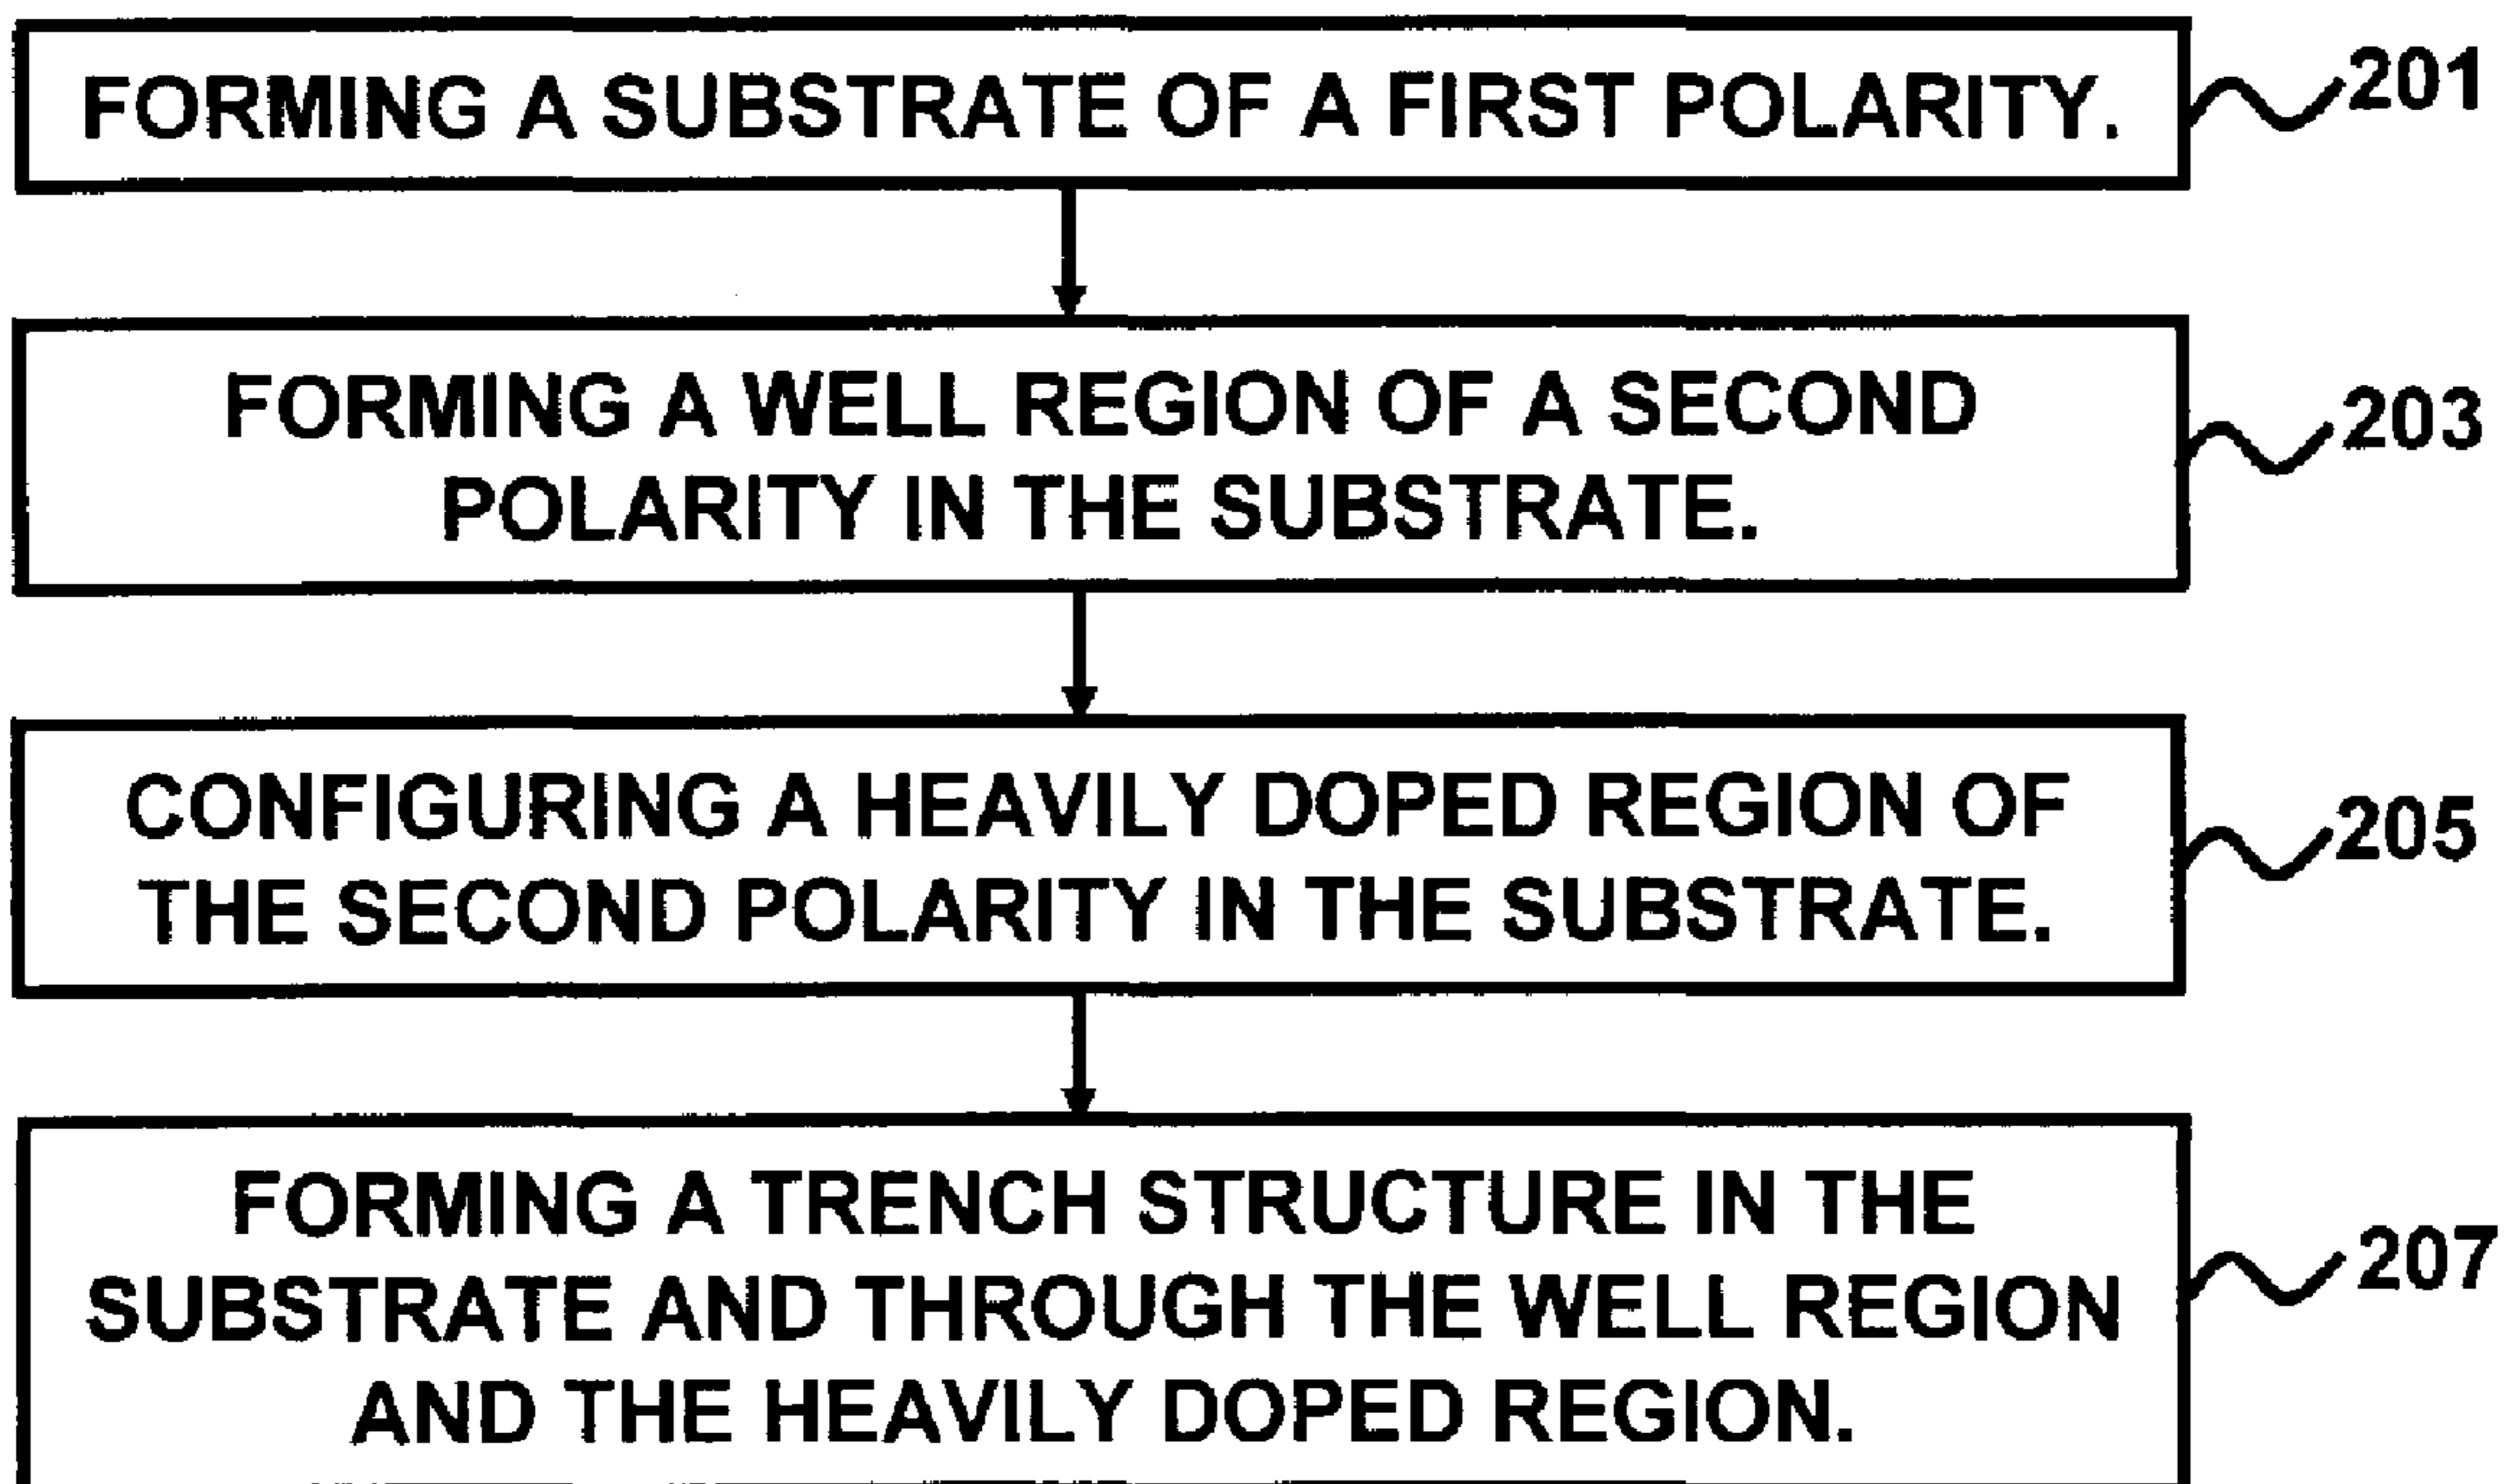 FORMING A SUBSTRATE OF A FIRST POLARITY.
201
FORMING A WELL REGION OF A SECOND
POLARITY IN THE SUBSTRATE.
203
CONFIGURING A HEAVILY DOPED REGION OF
THE SECOND POLARITY IN THE SUBSTRATE.
205
FORMING A TRENCH STRUCTURE IN THE
SUBSTRATE AND THROUGH THE WELL REGION
AND THE HEAVILY DOPED REGION.
207